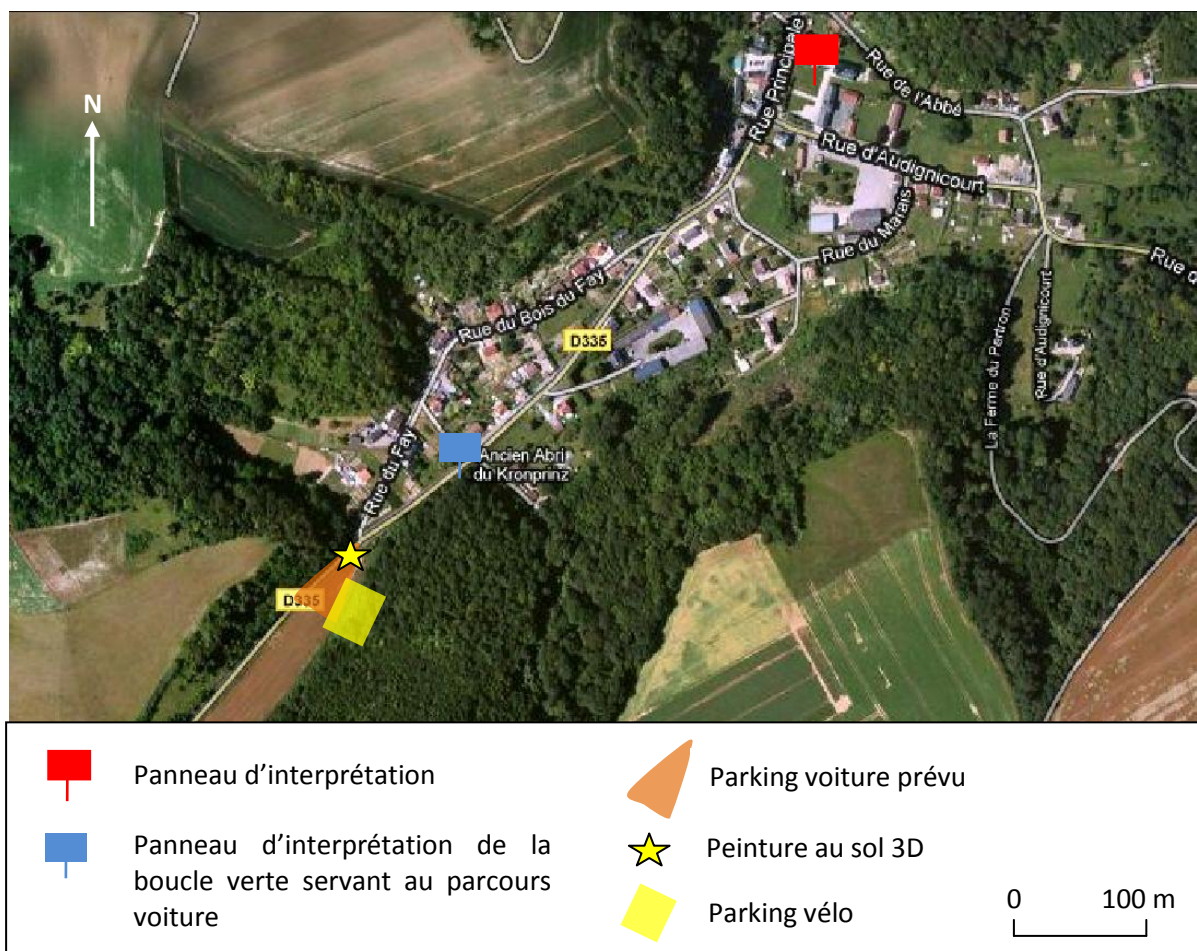 N
Rue Principale
Rue de l'Abbé
Rue d'Audignicourt
Rue du Marais
Rue d
Rue du Bois du Fay
D335
La Ferme du Partron
Rue d'Audignicourt
Rue du Fay
Ancien Abri
du Kronprinz
D335
Panneau d'interprétation
Panneau d'interprétation de la
boucle verte servant au parcours
voiture
Parking voiture prévu
Peinture au sol 3D
Parking vélo
0 100 m